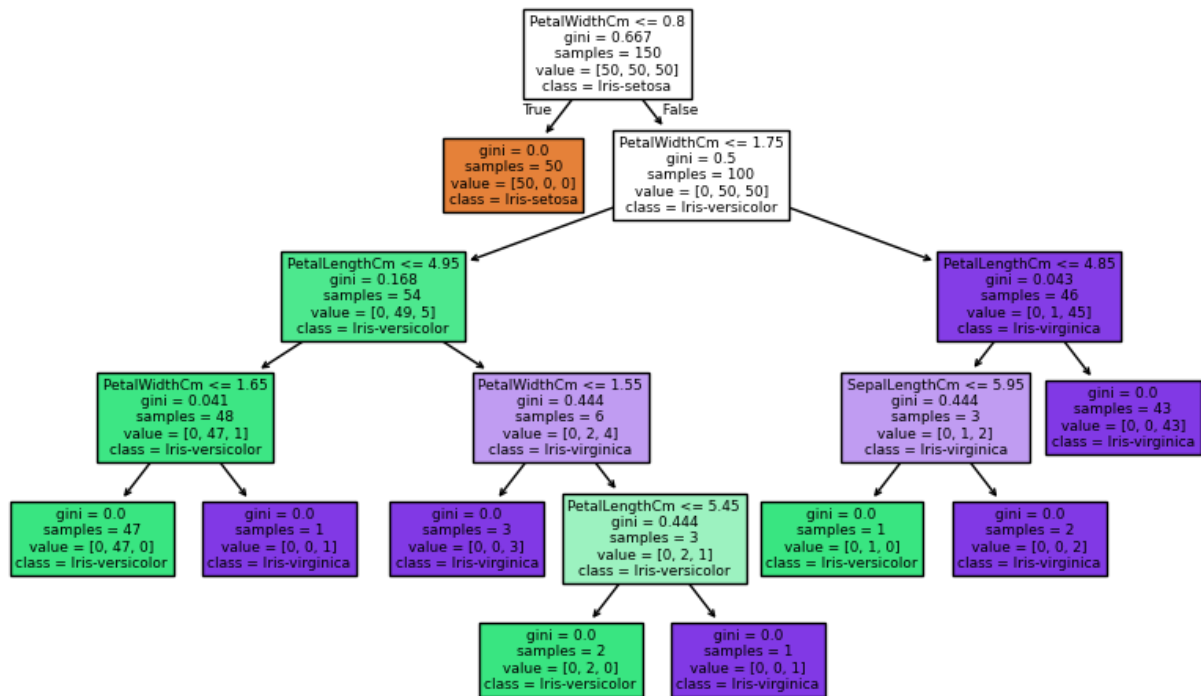 PetalWidthCm <= 0.8
gini = 0.667
samples = 150
value = [50, 50, 50]
class = Iris-setosa
True
False
gini = 0.0
samples = 50
value = [50, 0, 0]
class = Iris-setosa
PetalWidthCm <= 1.75
gini = 0.5
samples = 100
value = [0, 50, 50]
class = Iris-versicolor
PetalLengthCm <= 4.95
gini = 0.168
samples = 54
value = [0, 49, 5]
class = Iris-versicolor
PetalLengthCm <= 4.85
gini = 0.043
samples = 46
value = [0, 1, 45]
class = Iris-virginica
PetalWidthCm <= 1.65
gini = 0.041
samples = 48
value = [0, 47, 1]
class = Iris-versicolor
PetalWidthCm <= 1.55
gini = 0.444
samples = 6
value = [0, 2, 4]
class = Iris-virginica
SepalLengthCm <= 5.95
gini = 0.444
samples = 3
value = [0, 1, 2]
class = Iris-virginica
gini = 0.0
samples = 43
value = [0, 0, 43]
class = Iris-virginica
gini = 0.0
samples = 47
value = [0, 47, 0]
class = Iris-versicolor
gini = 0.0
samples = 1
value = [0, 0, 1]
class = Iris-virginica
gini = 0.0
samples = 3
value = [0, 0, 3]
class = Iris-virginica
PetalLengthCm <= 5.45
gini = 0.444
samples = 3
value = [0, 2, 1]
class = Iris-versicolor
gini = 0.0
samples = 1
value = [0, 1, 0]
class = Iris-versicolor
gini = 0.0
samples = 2
value = [0, 0, 2]
class = Iris-virginica
gini = 0.0
samples = 2
value = [0, 2, 0]
class = Iris-versicolor
gini = 0.0
samples = 1
value = [0, 0, 1]
class = Iris-virginica